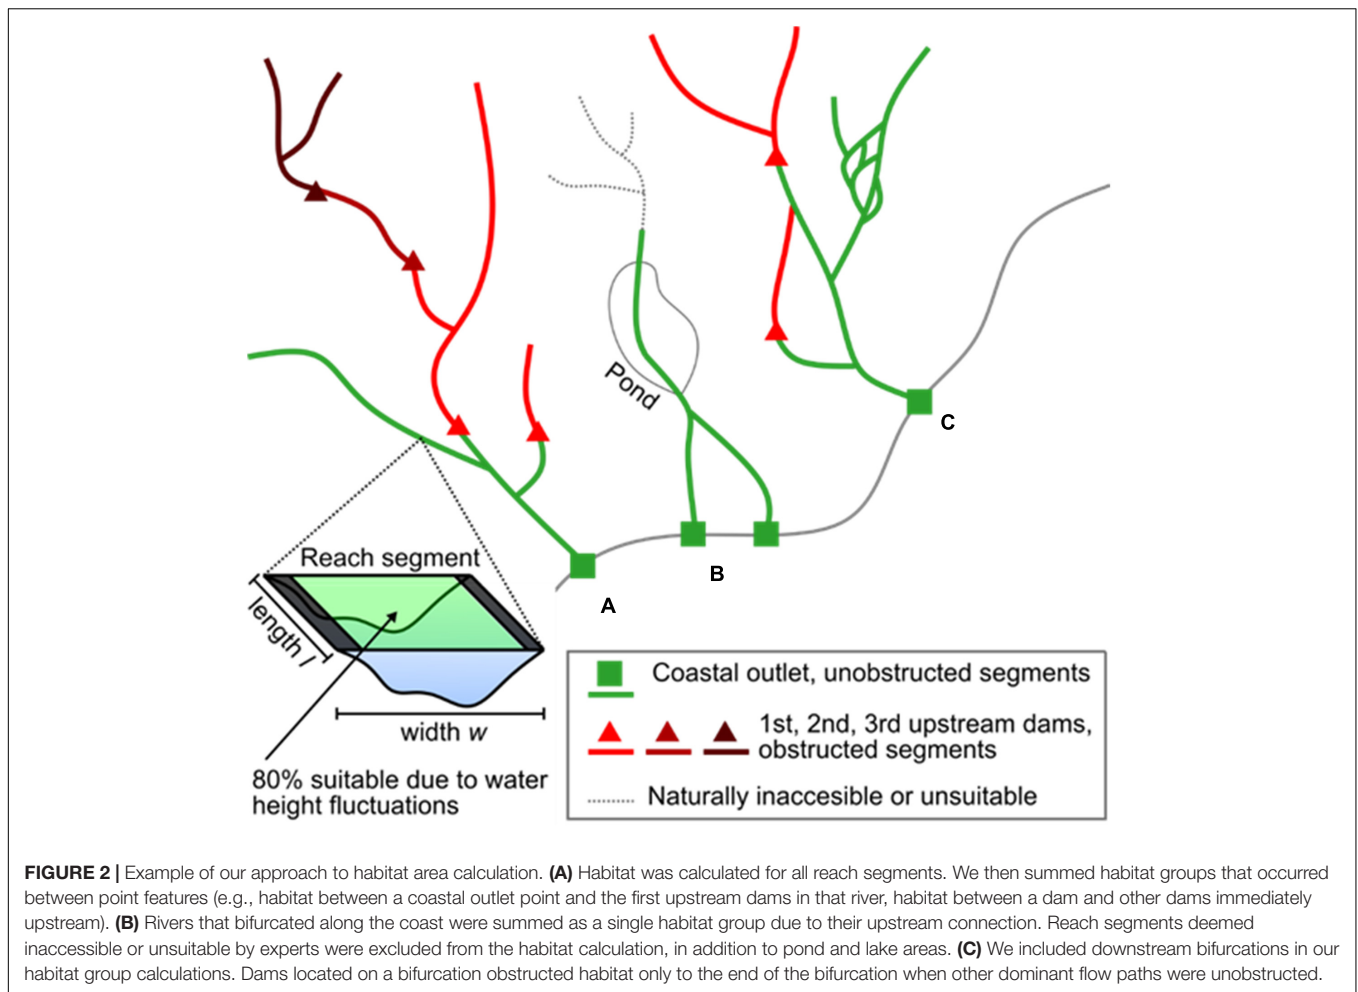 Pond
C
B
A
Reach segment
length l
width w
80% suitable due to water
height fluctuations
Coastal outlet, unobstructed segments
1st, 2nd, 3rd upstream dams,
obstructed segments
Naturally inaccesible or unsuitable
FIGURE 2 | Example of our approach to habitat area calculation. (A) Habitat was calculated for all reach segments. We then summed habitat groups that occurred
between point features (e.g., habitat between a coastal outlet point and the first upstream dams in that river, habitat between a dam and other dams immediately
upstream). (B) Rivers that bifurcated along the coast were summed as a single habitat group due to their upstream connection. Reach segments deemed
inaccessible or unsuitable by experts were excluded from the habitat calculation, in addition to pond and lake areas. (C) We included downstream bifurcations in our
habitat group calculations. Dams located on a bifurcation obstructed habitat only to the end of the bifurcation when other dominant flow paths were unobstructed.